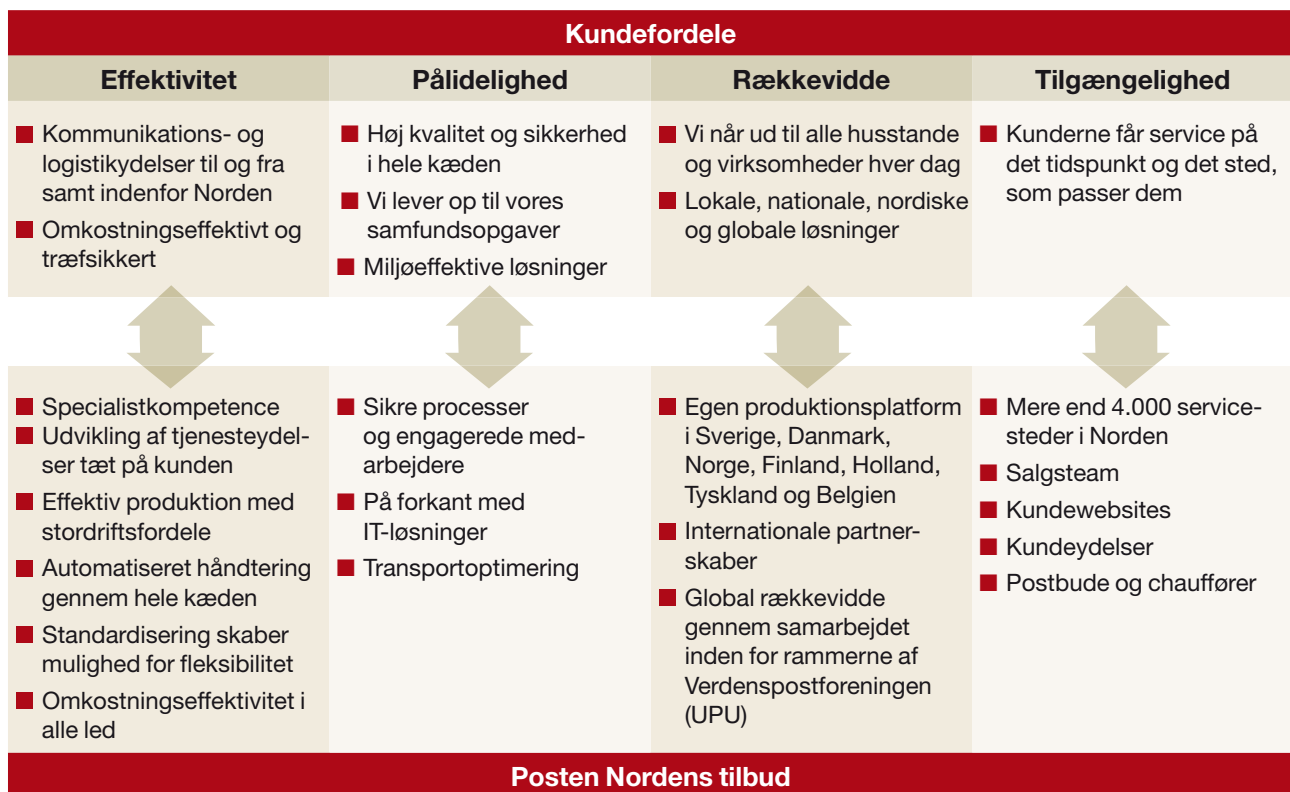 Kundefordele
Effektivitet
Kommunikations- og
logistikydelser til og fra
samt indenfor Norden
Omkostningseffektivt og
træfsikkert
Pålidelighed
Høj kvalitet og sikkerhed
i hele kæden
Vi lever op til vores
samfundsopgaver
Miljøeffektive løsninger
Rækkevidde
Vi når ud til alle husstande
og virksomheder hver dag
Lokale, nationale, nordiske
og globale løsninger
Tilgængelighed
Kunderne får service på
det tidspunkt og det sted,
som passer dem
Specialistkompetence
Udvikling af tjenesteydel-
ser tæt på kunden
Effektiv produktion med
stordriftsfordele
Automatiseret håndtering
gennem hele kæden
Standardisering skaber
mulighed for fleksibilitet
Omkostningseffektivitet i
alle led
Sikre processer
og engagerede med-
arbejdere
På forkant med
IT-løsninger
Transportoptimering
Egen produktionsplatform
i Sverige, Danmark,
Norge, Finland, Holland,
Tyskland og Belgien
Internationale partner-
skaber
Global rækkevidde
gennem samarbejdet
inden for rammerne af
Verdenspostforeningen
(UPU)
Mere end 4.000 service-
steder i Norden
Salgsteam
Kundewebsites
Kundeydelser
Postbude og chauffører
Posten Nordens tilbud